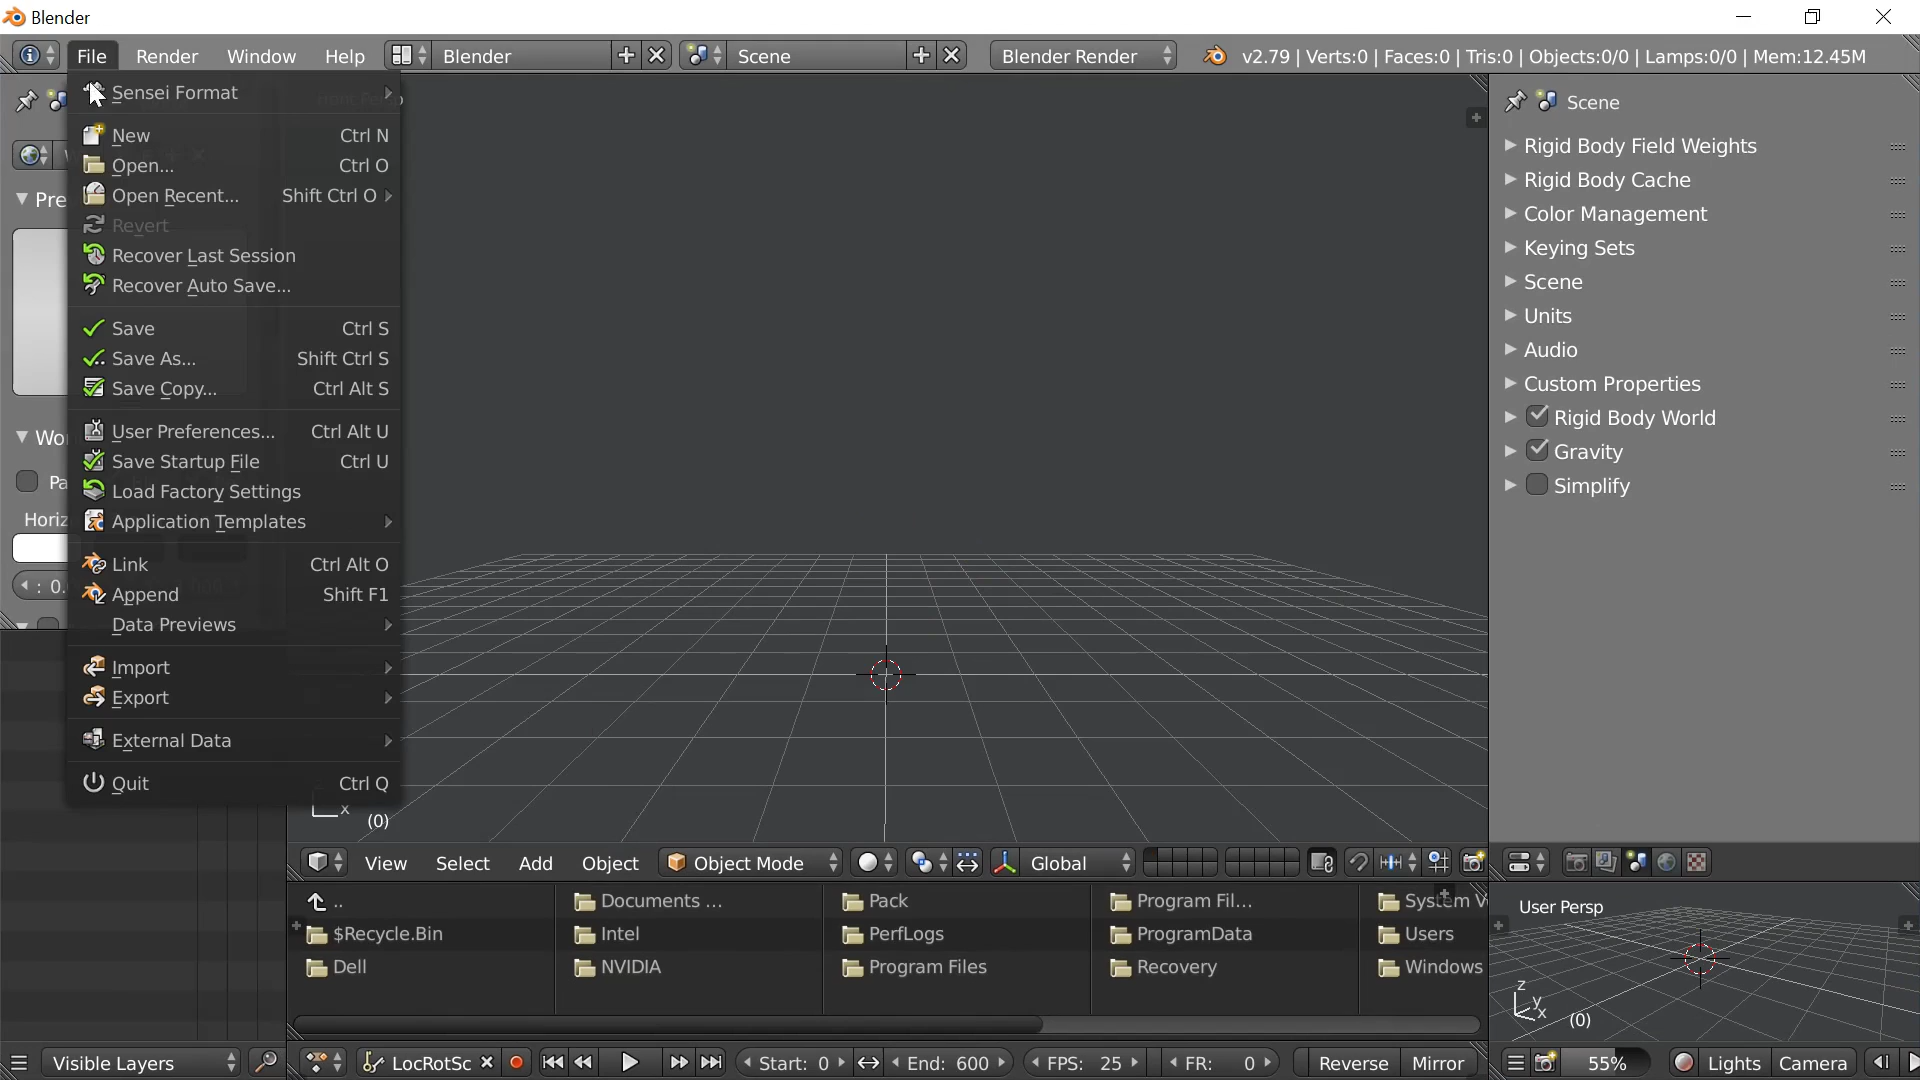 Blender
File Render Window Help Blender Scene Blender Render v2.79 | Verts:0 | Faces:0 | Tris:0 | Objects:0/0 | Lamps:0/0 | Mem:12.45M
Sensei Format
New Ctrl N
Open... Ctrl O
Open Recent... Shift Ctrl O
Revert
Recover Last Session
Recover Auto Save...
Save Ctrl S
Save As... Shift Ctrl S
Save Copy... Ctrl Alt S
User Preferences... Ctrl Alt U
Save Startup File Ctrl U
Load Factory Settings
Application Templates
Link Ctrl Alt O
Append Shift F1
Data Previews
Import
Export
External Data
Quit Ctrl Q
Pre
Wor
Pa
Horiz
: 0.
Scene
Rigid Body Field Weights
Rigid Body Cache
Color Management
Keying Sets
Scene
Units
Audio
Custom Properties
Rigid Body World
Gravity
Simplify
x
(0)
View Select Add Object Object Mode Global
.. Documents ... Pack Program Fil... System V
$Recycle.Bin Intel PerfLogs ProgramData Users
Dell NVIDIA Program Files Recovery Windows
User Persp
z
y
x
(0)
Visible Layers LocRotSc Start: 0 End: 600 FPS: 25 FR: 0 Reverse Mirror 55% Lights Camera